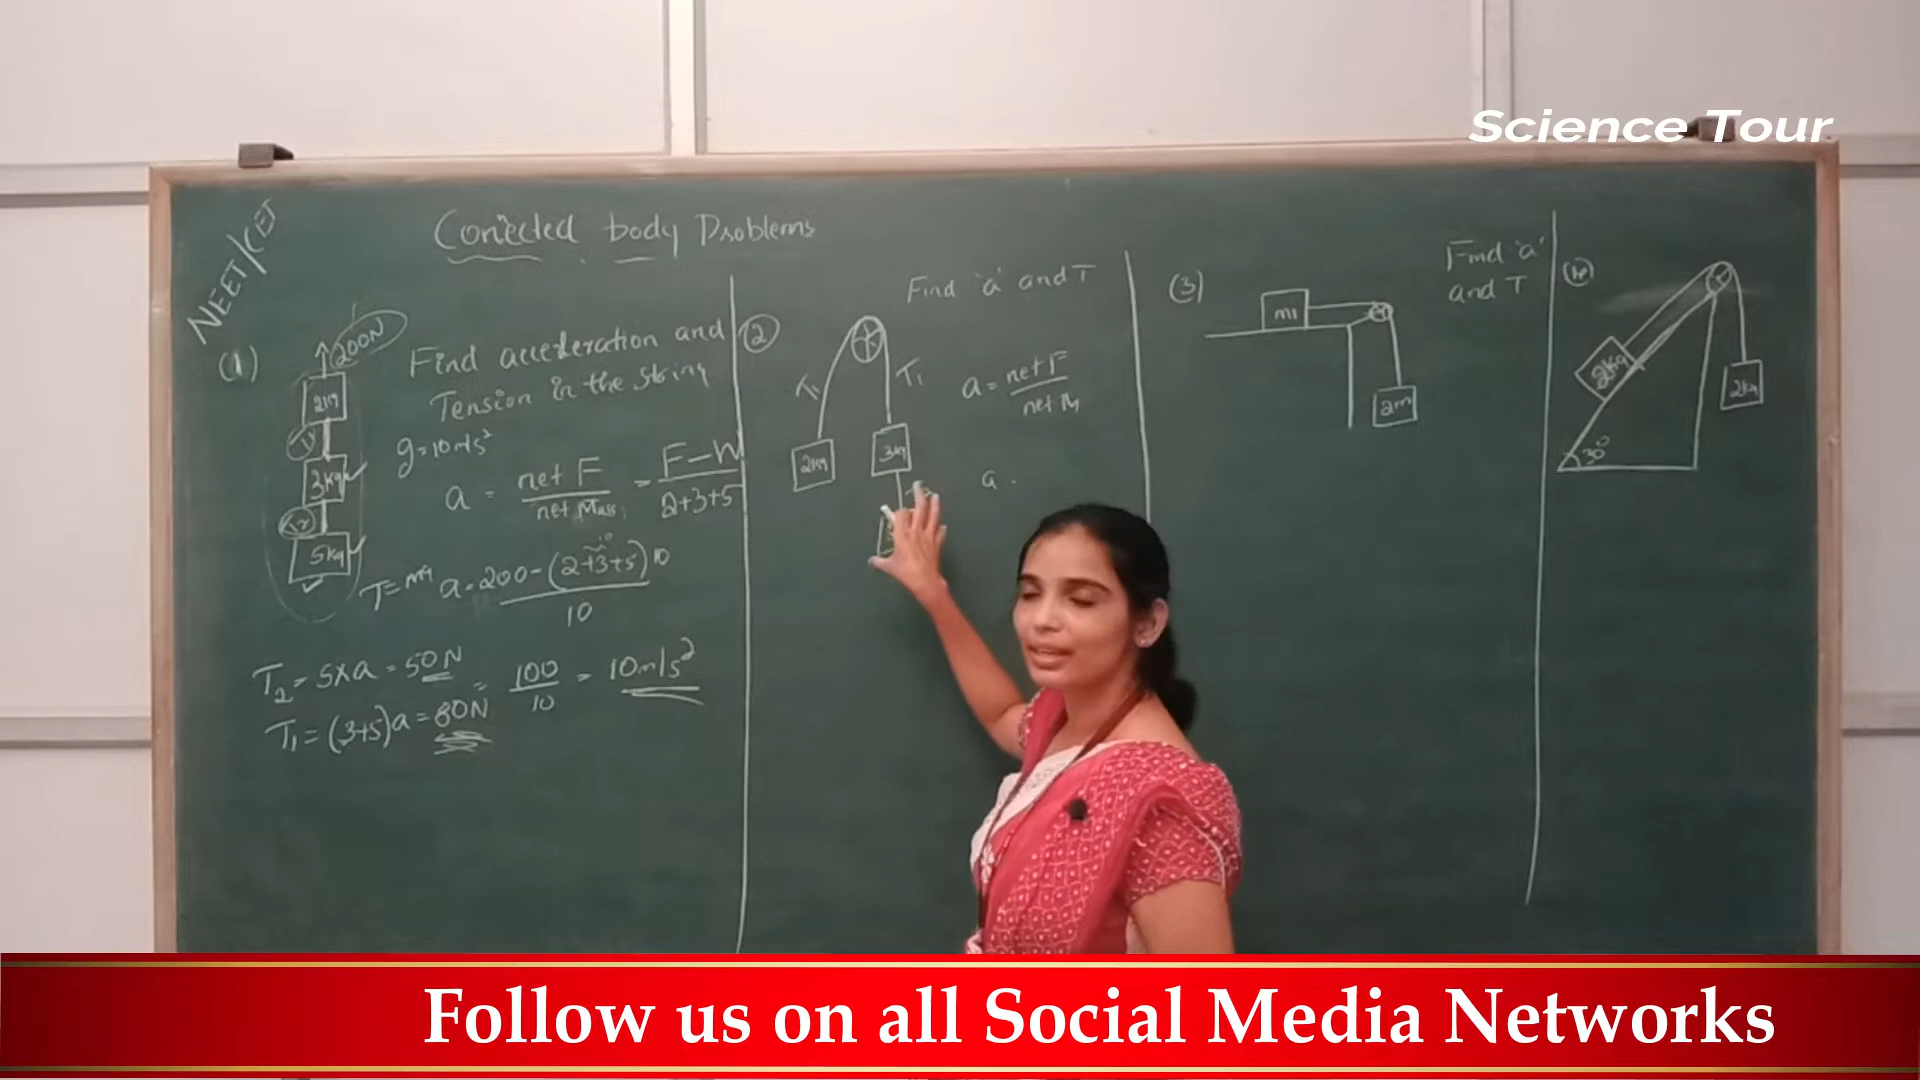 Science Tour
NEET/CET
Conected body Problems
(1)
200N
2kg
T1
3kg
T2
5kg
Find acceleration and
Tension in the string
g=10m/s²
a = net F / net Mass = F-W / 2+3+5
T=
a = 200-(2+3+5)10 / 10
T2 = 5×a = 50N
= 100 / 10 = 10m/s²
T1 = (3+5)a = 80N
2
Find 'a' and T
T1
T1
2kg
3kg
a = net F / net M
a
(3)
Find 'a'
and T
m1
2m
2kg
2kg
30°
Follow us on all Social Media Networks